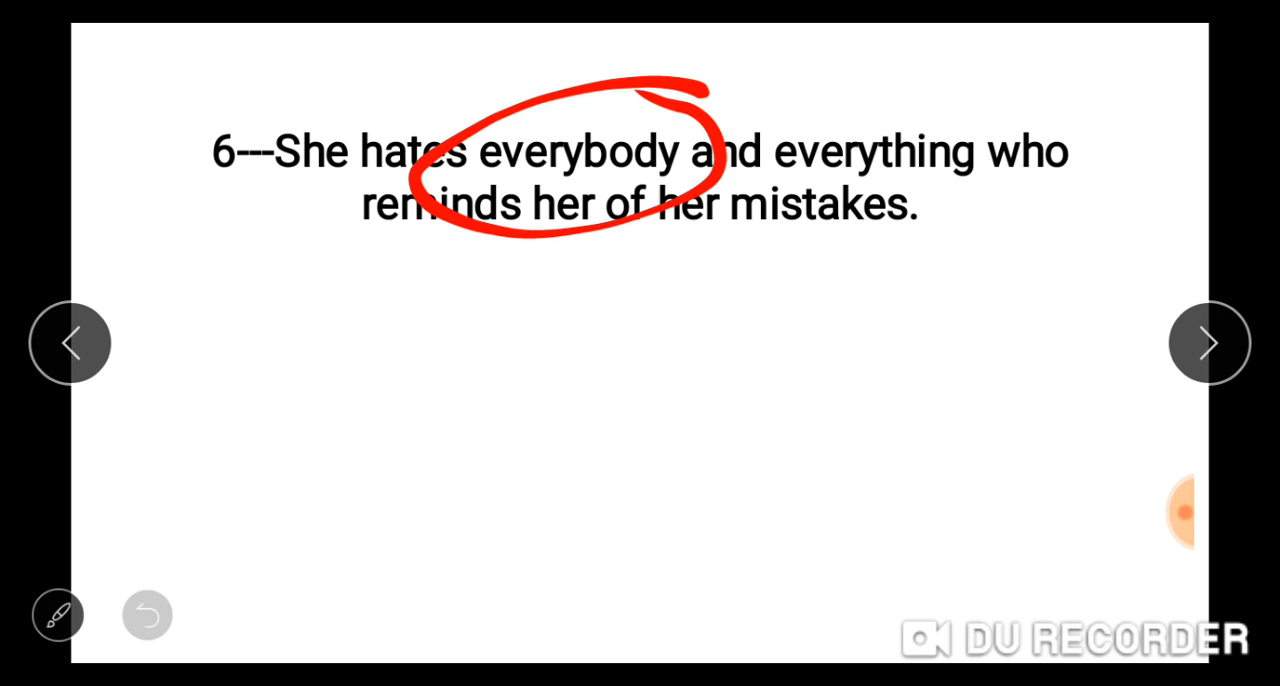 6---She hates everybody and everything who
reminds her of her mistakes.
DU RECORDER